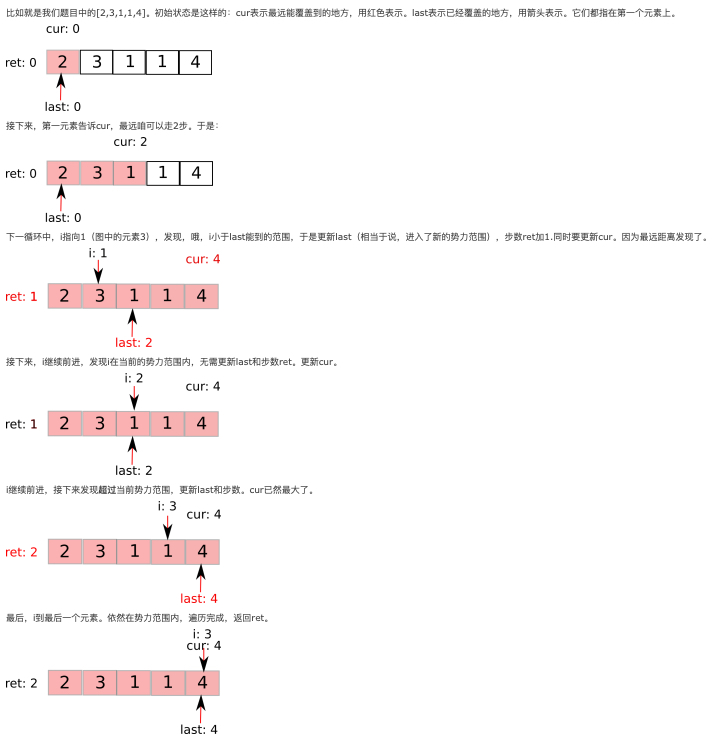 比如就是我们题目中的[2,3,1,1,4]。初始状态是这样的：cur表示最远能覆盖到的地方，用红色表示。last表示已经覆盖的地方，用箭头表示。它们都指在第一个元素上。
cur: 0
ret: 0 2 3 1 1 4
last: 0
接下来，第一元素告诉cur，最远咱可以走2步。于是：
cur: 2
ret: 0 2 3 1 1 4
last: 0
下一循环中，i指向1（图中的元素3），发现，哦，i小于last能到的范围，于是更新last（相当于说，进入了新的势力范围），步数ret加1.同时要更新cur。因为最远距离发现了。
i: 1 cur: 4
ret: 1 2 3 1 1 4
last: 2
接下来，i继续前进，发现i在当前的势力范围内，无需更新last和步数ret。更新cur。
i: 2 cur: 4
ret: 1 2 3 1 1 4
last: 2
i继续前进，接下来发现超过当前势力范围，更新last和步数。cur已然最大了。
i: 3 cur: 4
ret: 2 2 3 1 1 4
last: 4
最后，i到最后一个元素。依然在势力范围内，遍历完成，返回ret。
i: 3
cur: 4
ret: 2 2 3 1 1 4
last: 4